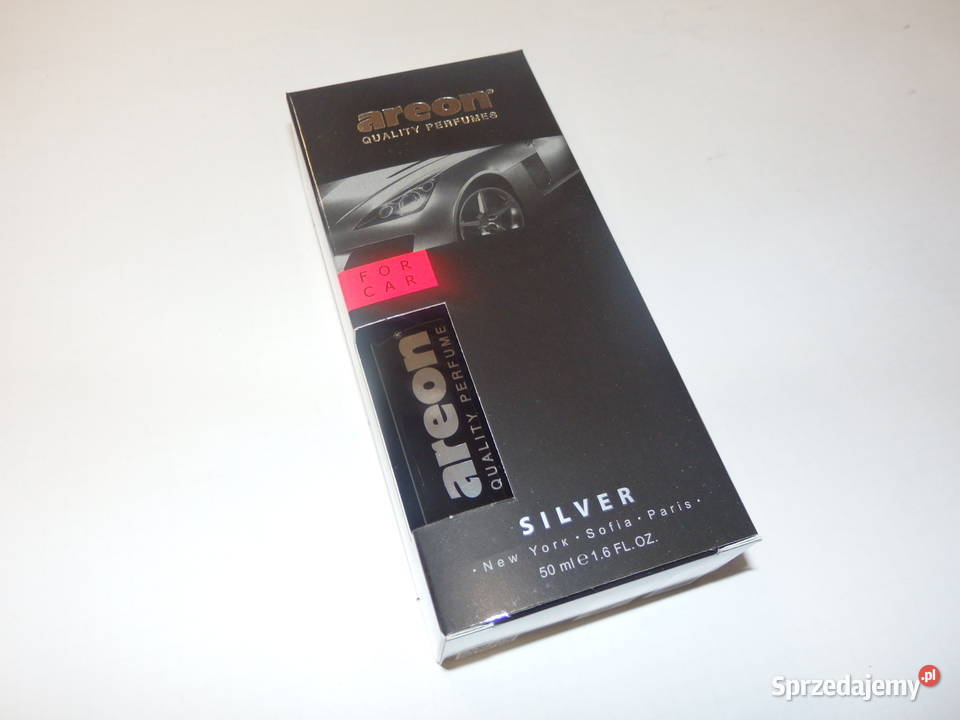 areon
QUALITY PERFUMES
FOR
CAR
areon
QUALITY PERFUME
SILVER
· New York · Sofia · Paris ·
50 ml e 1.6 FL.OZ.
Sprzedajemy.pl